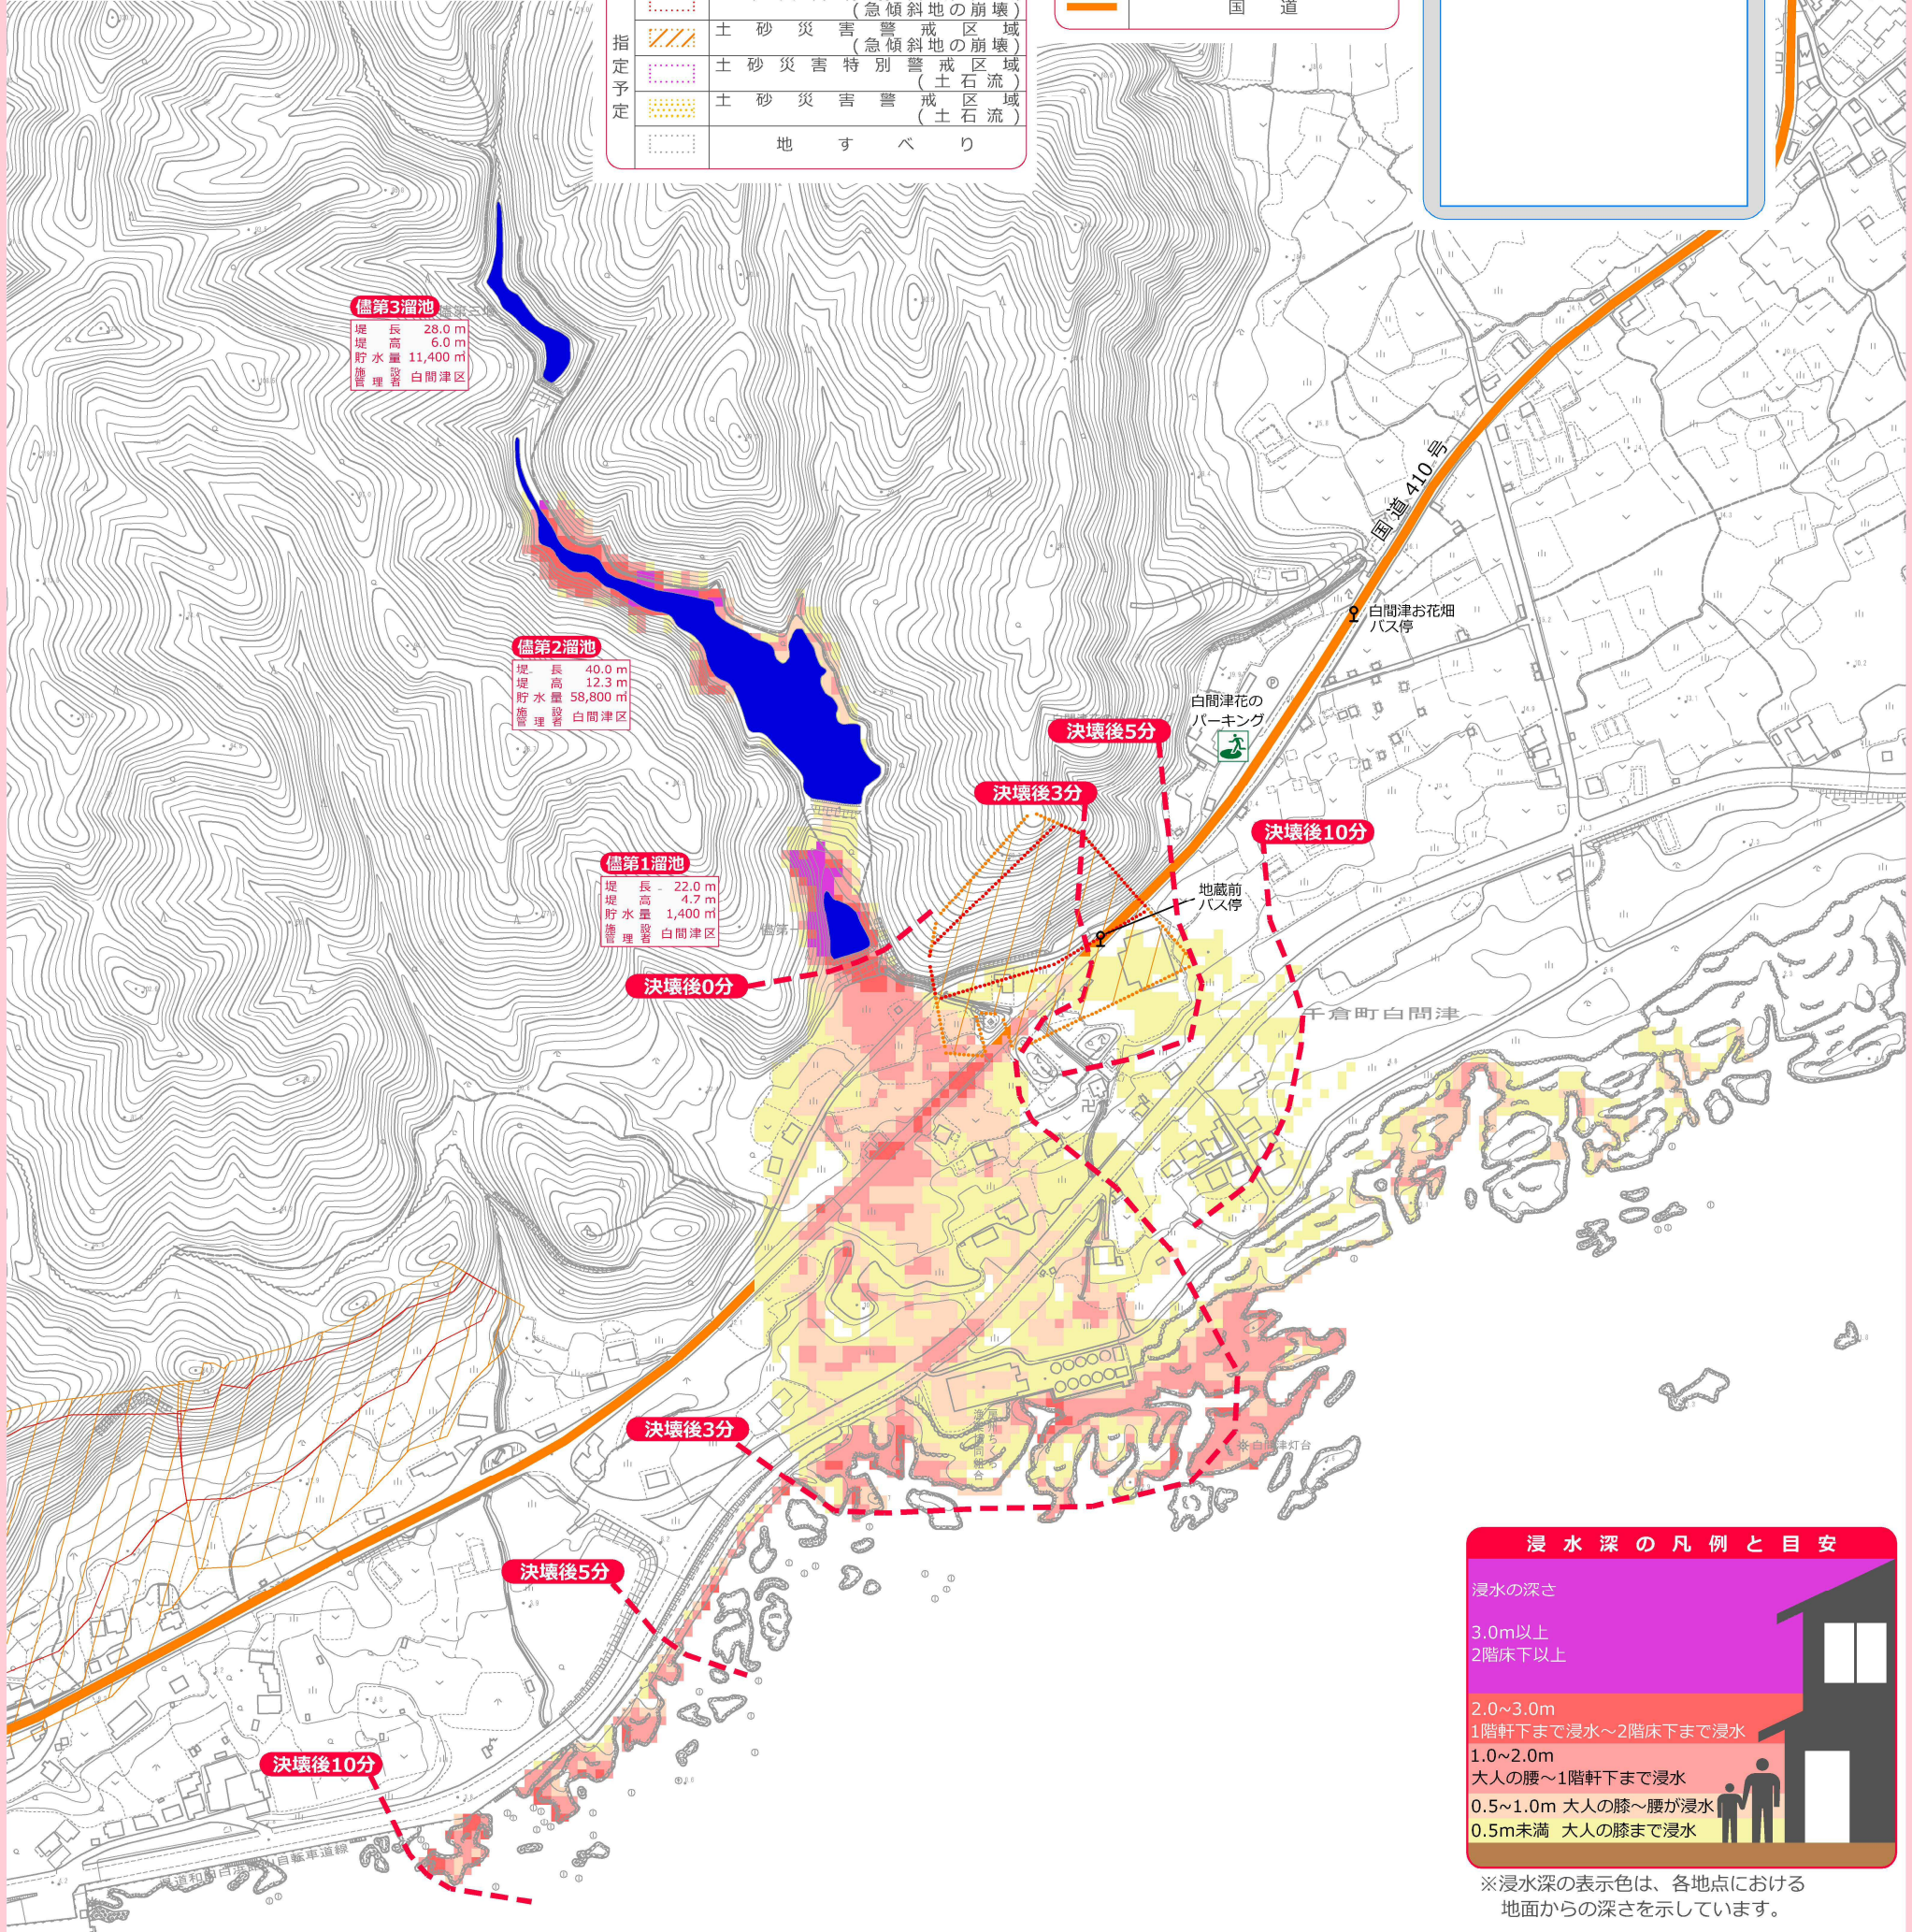 (急傾斜地の崩壊)
指定予定
土砂災害警戒区域
(急傾斜地の崩壊)
土砂災害特別警戒区域
(土石流)
土砂災害警戒区域
(土石流)
地すべり
国道
儘第3溜池
堤長 28.0 m
堤高 6.0 m
貯水量 11,400 ㎥
施設管理者 白間津区
国道410号
白間津お花畑
バス停
儘第2溜池
堤長 40.0 m
堤高 12.3 m
貯水量 58,800 ㎥
施設管理者 白間津区
白間津花の
パーキング
決壊後5分
決壊後3分
決壊後10分
儘第1溜池
堤長 22.0 m
堤高 4.7 m
貯水量 1,400 ㎥
施設管理者 白間津区
地蔵前
バス停
決壊後0分
千倉町白間津
決壊後3分
白間津灯台
決壊後5分
決壊後10分
浸水深の凡例と目安
浸水の深さ
3.0m以上
2階床下以上
2.0~3.0m
1階軒下まで浸水～2階床下まで浸水
1.0~2.0m
大人の腰～1階軒下まで浸水
0.5~1.0m 大人の膝～腰が浸水
0.5m未満 大人の膝まで浸水
※浸水深の表示色は、各地点における
地面からの深さを示しています。